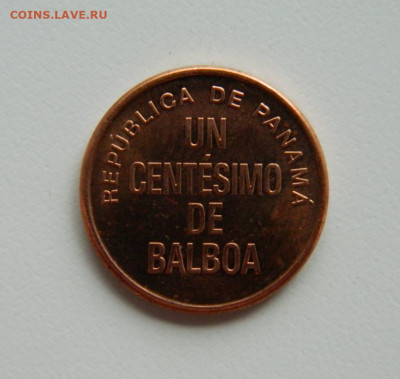 COINS.LAVE.RU
REPÚBLICA DE PANAMÁ
UN
CENTÉSIMO
DE
BALBOA